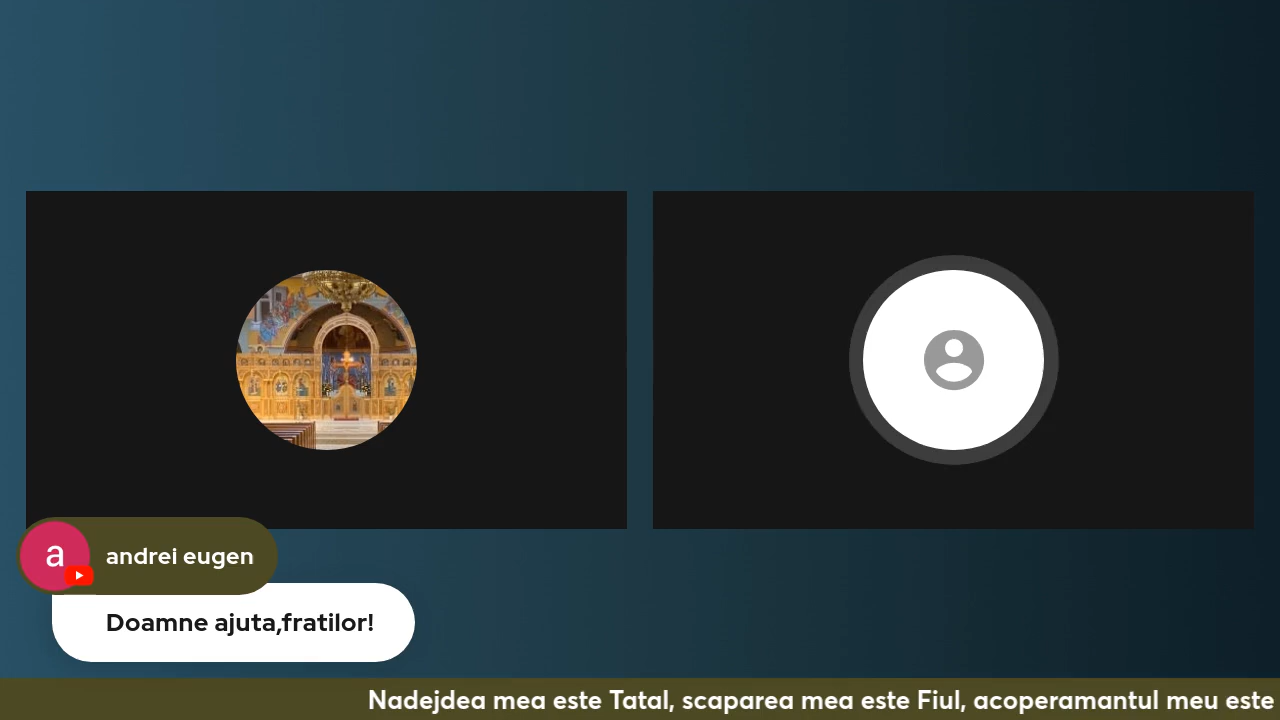 a
andrei eugen
Doamne ajuta,fratilor!
Nadejdea mea este Tatal, scaparea mea este Fiul, acoperamantul meu este